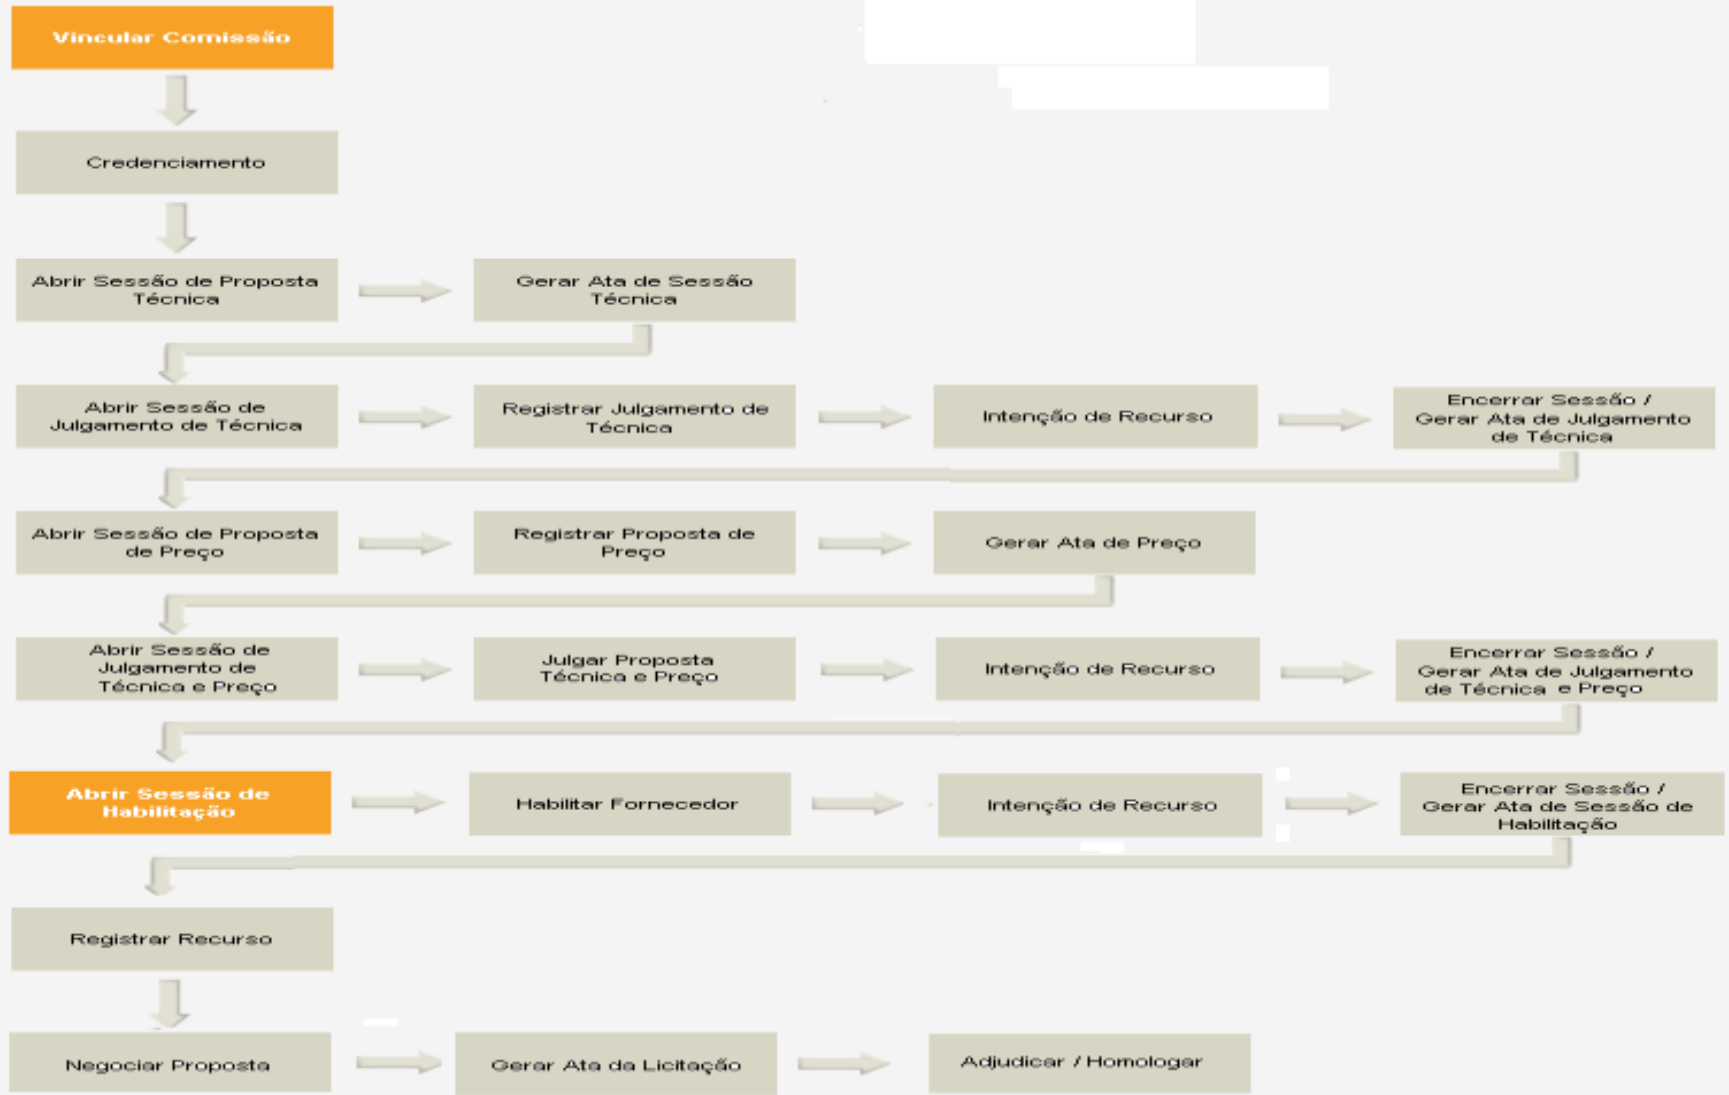 Vincular Comissão
Credenciamento
Abrir Sessão de Proposta
Técnica
Gerar Ata de Sessão
Técnica
Abrir Sessão de
Julgamento de Técnica
Registrar Julgamento de
Técnica
Intenção de Recurso
Encerrar Sessão /
Gerar Ata de Julgamento
de Técnica
Abrir Sessão de Proposta
de Preço
Registrar Proposta de
Preço
Gerar Ata de Preço
Abrir Sessão de
Julgamento de
Técnica e Preço
Julgar Proposta
Técnica e Preço
Intenção de Recurso
Encerrar Sessão /
Gerar Ata de Julgamento
de Técnica e Preço
Abrir Sessão de
Habilitação
Habilitar Fornecedor
Intenção de Recurso
Encerrar Sessão /
Gerar Ata de Sessão de
Habilitação
Registrar Recurso
Negociar Proposta
Gerar Ata da Licitação
Adjudicar / Homologar